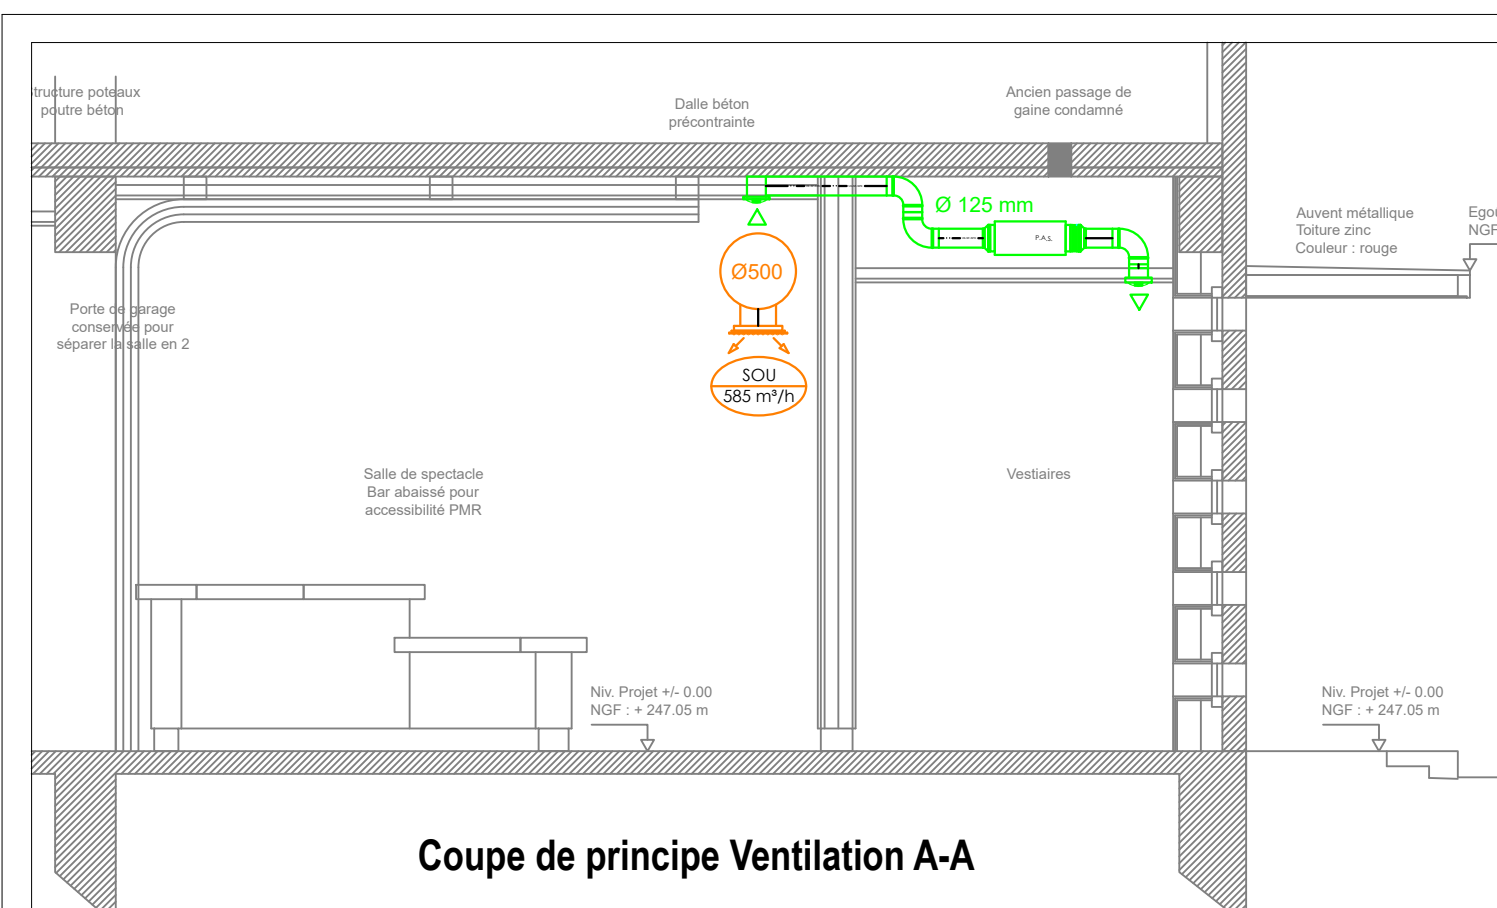 structure poteaux
poutre béton
Dalle béton
précontrainte
Ancien passage de
gaine condamné
Ø 125 mm
P.A.S.
Auvent métallique
Toiture zinc
Couleur : rouge
Egou
NGF
Ø500
Porte de garage
conservée pour
séparer la salle en 2
SOU
585 m³/h
Salle de spectacle
Bar abaissé pour
accessibilité PMR
Vestiaires
Niv. Projet +/- 0.00
NGF : + 247.05 m
Niv. Projet +/- 0.00
NGF : + 247.05 m
Coupe de principe Ventilation A-A